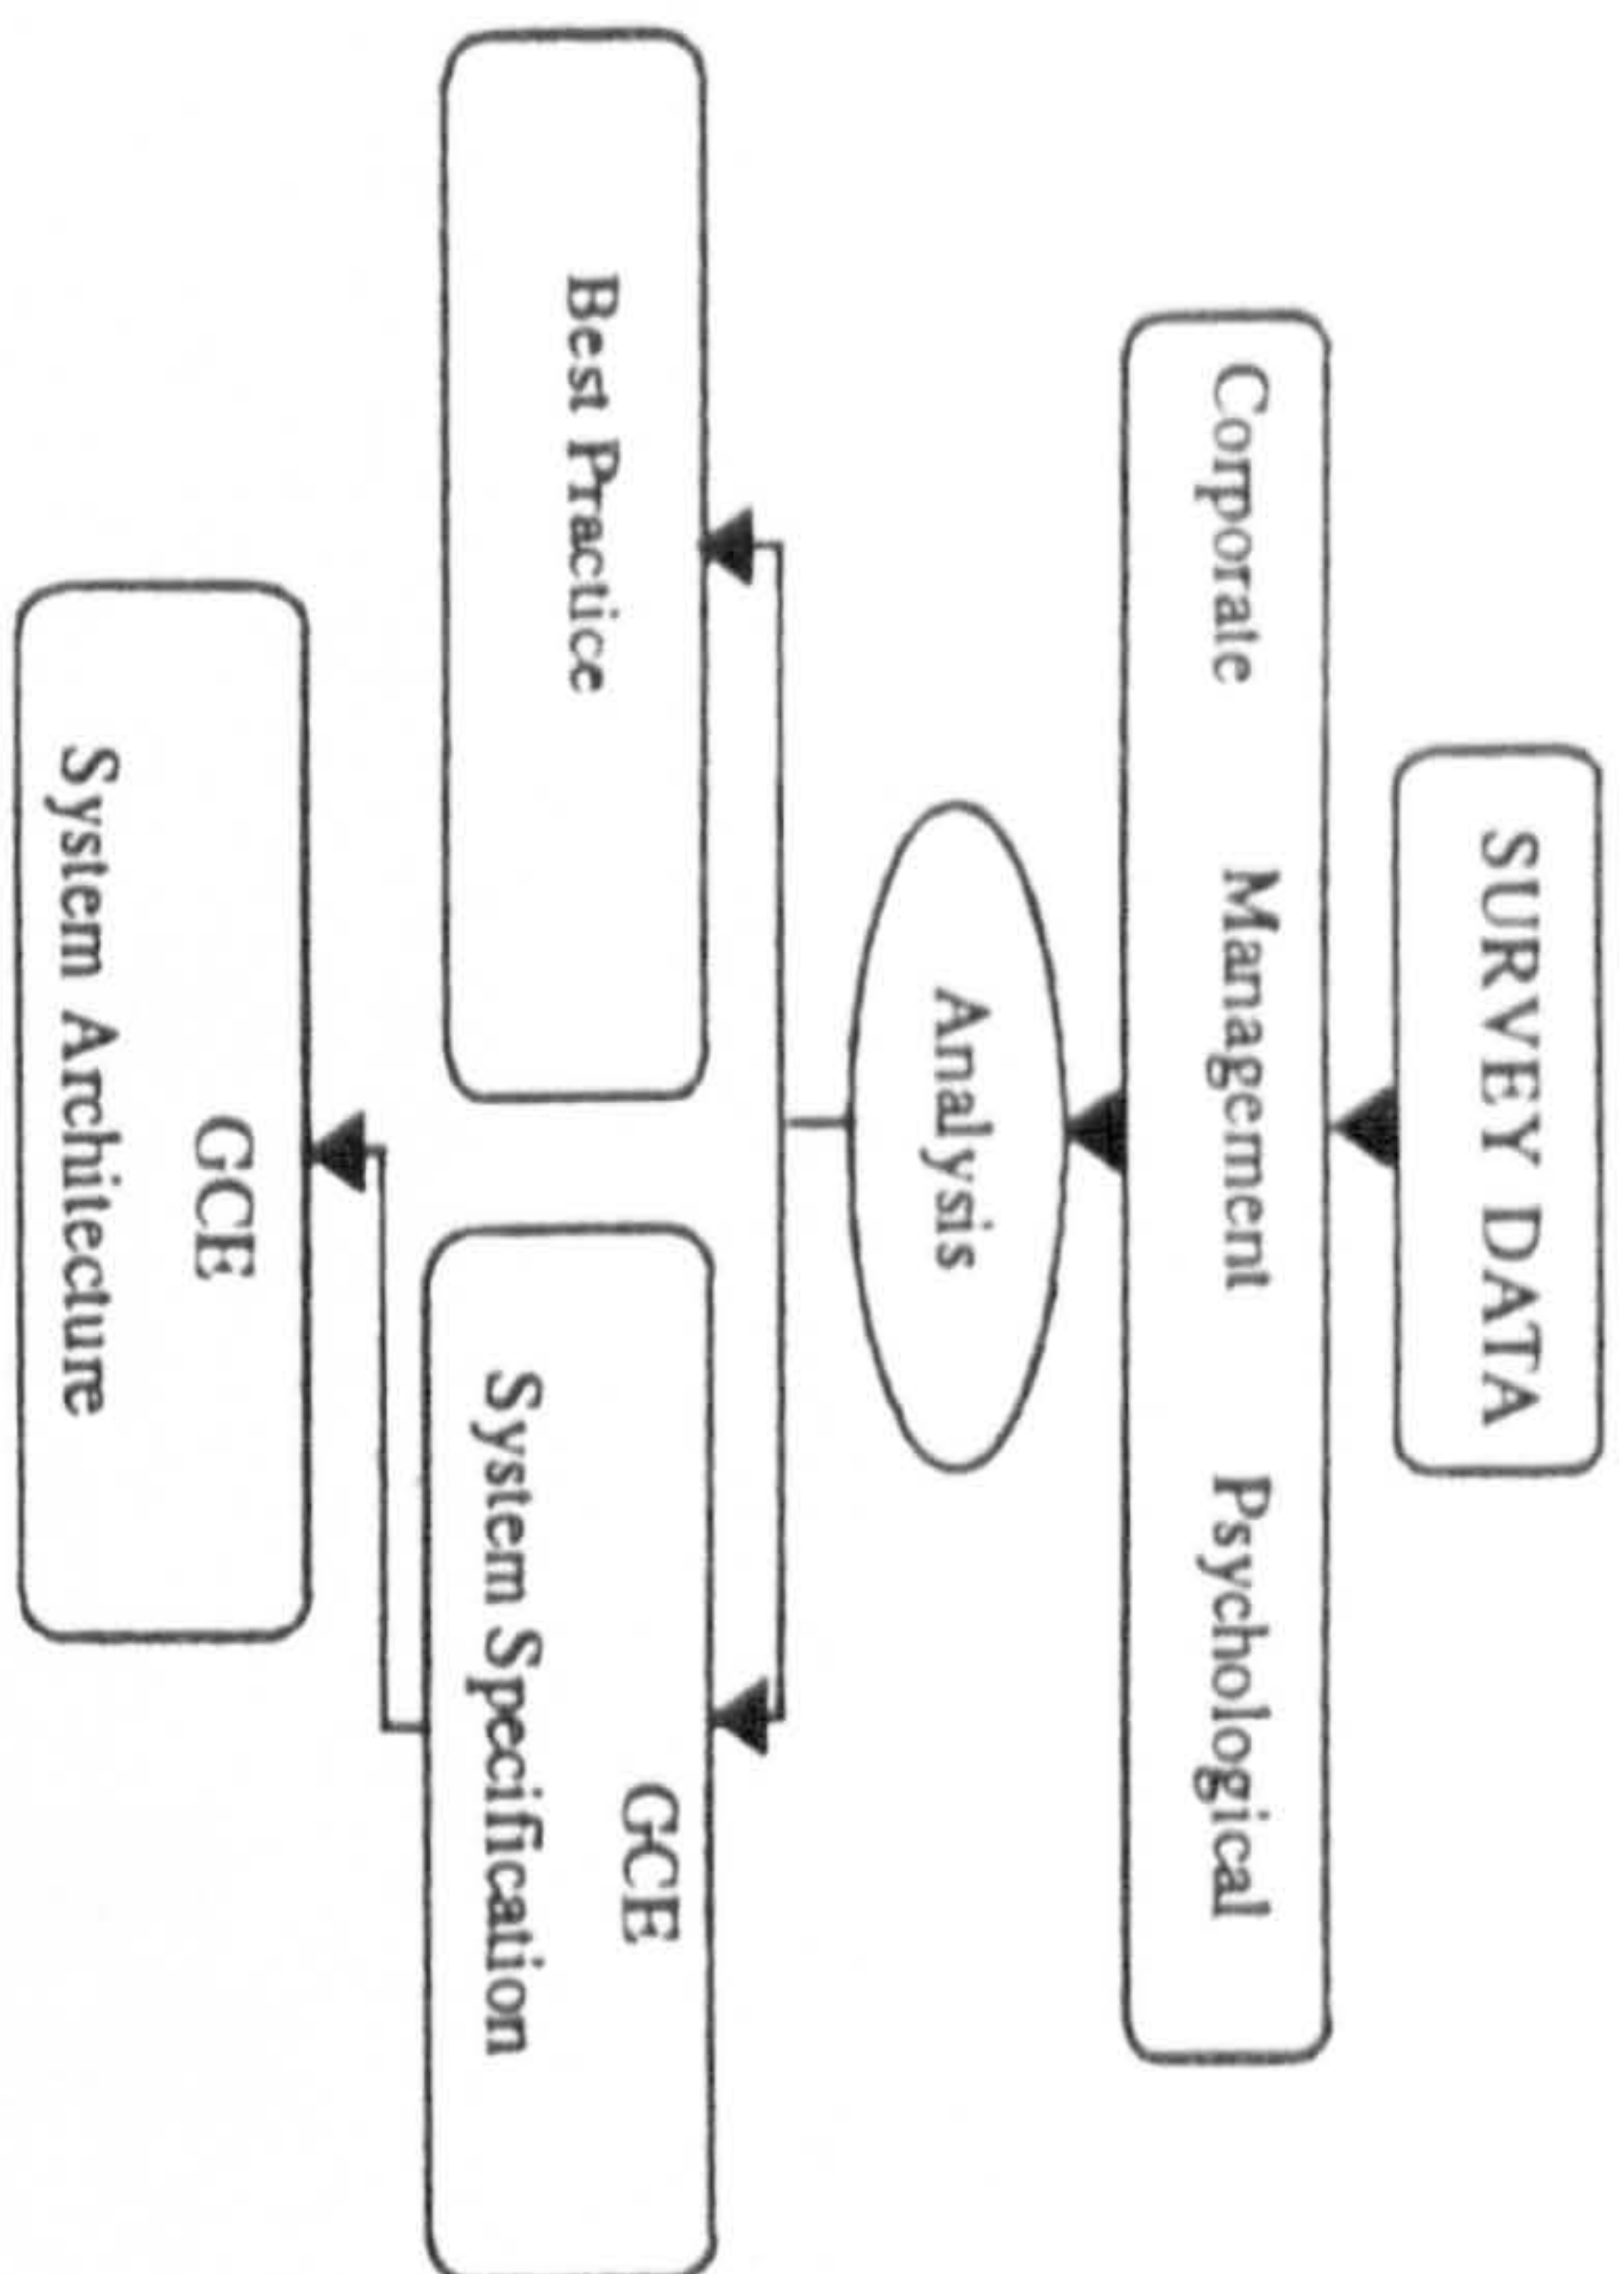 SURVEY DATA
Corporate Management Psychological
Analysis
Best Practice
GCE
System Specification
GCE
System Architecture